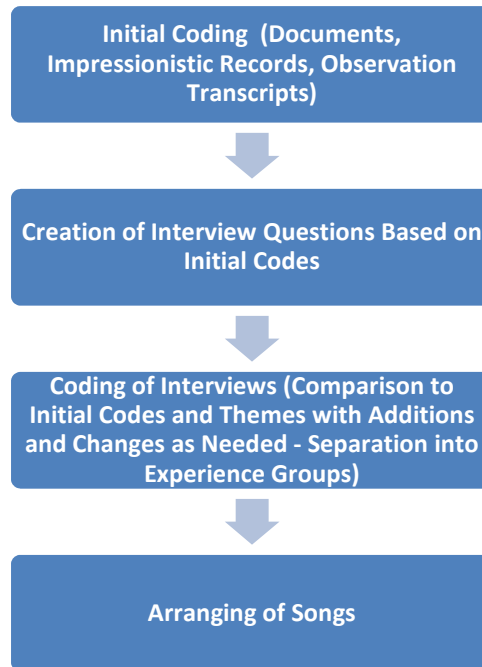 Initial Coding (Documents,
Impressionistic Records, Observation
Transcripts)
Creation of Interview Questions Based on
Initial Codes
Coding of Interviews (Comparison to
Initial Codes and Themes with Additions
and Changes as Needed - Separation into
Experience Groups)
Arranging of Songs